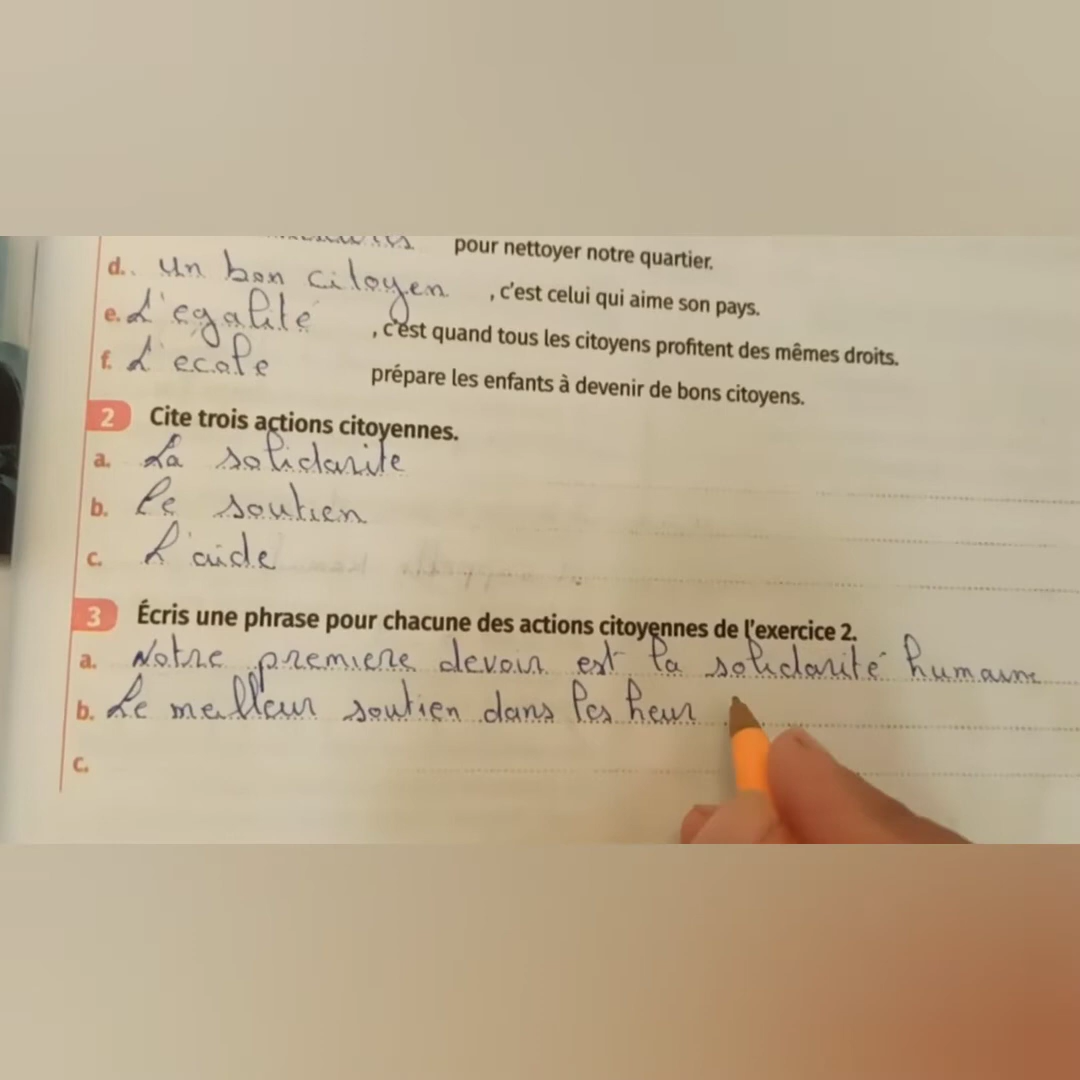 pour nettoyer notre quartier.
d. Un bon citoyen , c'est celui qui aime son pays.
e. L'egalité , c'est quand tous les citoyens profitent des mêmes droits.
f. L'ecole prépare les enfants à devenir de bons citoyens.
2 Cite trois actions citoyennes.
a. La solidarite
b. Le soutien
c. L'aide
3 Écris une phrase pour chacune des actions citoyennes de l'exercice 2.
a. Notre premiere devoir est la solidarité humaine
b. Le meilleur soutien dans les heur
c.